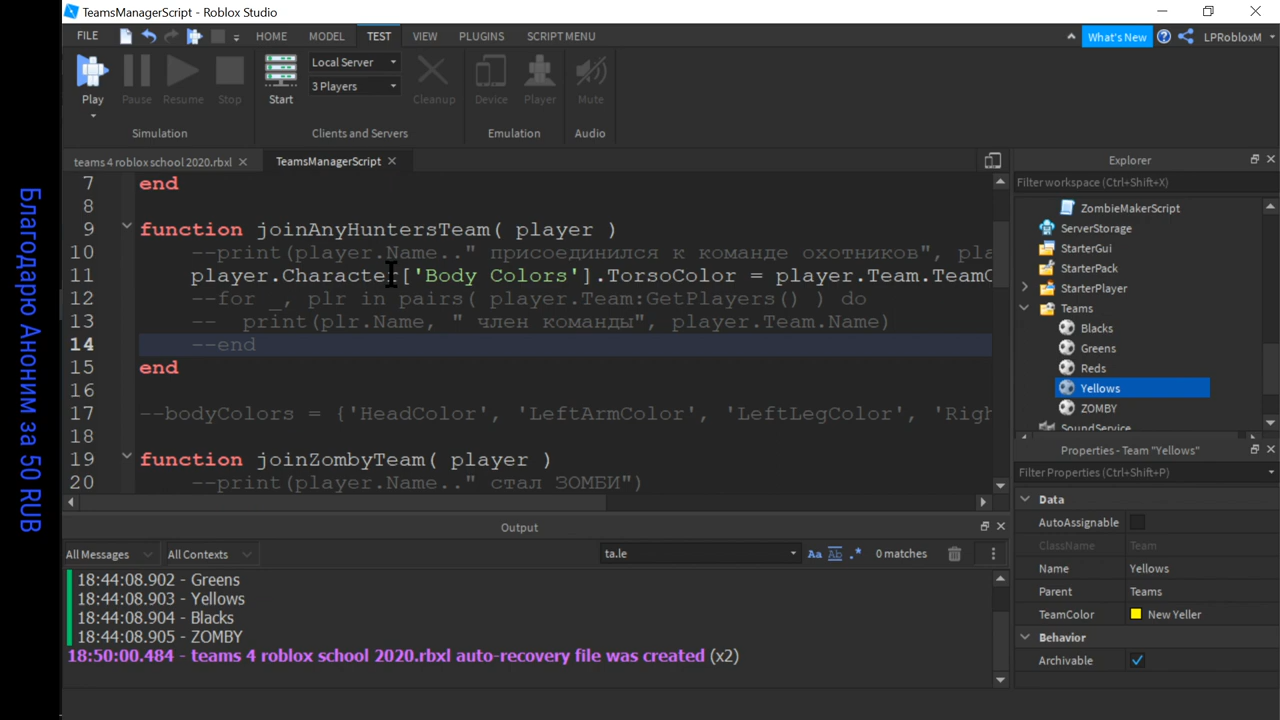 TeamsManagerScript - Roblox Studio
FILE HOME MODEL TEST VIEW PLUGINS SCRIPT MENU What's New LPRobloxM
Play Pause Resume Stop
Simulation
Start Local Server
3 Players
Cleanup
Clients and Servers
Device Player
Emulation
Mute
Audio
teams 4 roblox school 2020.rbxl TeamsManagerScript
7 end
8
9 function joinAnyHuntersTeam( player )
10 --print(player.Name.." присоединился к команде охотников", pla
11 player.Character['Body Colors'].TorsoColor = player.Team.TeamC
12 --for _, plr in pairs( player.Team:GetPlayers() ) do
13 -- print(plr.Name, " член команды", player.Team.Name)
14 --end
15 end
16
17 --bodyColors = {'HeadColor', 'LeftArmColor', 'LeftLegColor', 'Righ
18
19 function joinZombyTeam( player )
20 --print(player.Name.." стал ЗОМБИ")
Output
All Messages All Contexts ta.le Aa Ab .* 0 matches
18:44:08.902 - Greens
18:44:08.903 - Yellows
18:44:08.904 - Blacks
18:44:08.905 - ZOMBY
18:50:00.484 - teams 4 roblox school 2020.rbxl auto-recovery file was created (x2)
Explorer
Filter workspace (Ctrl+Shift+X)
ZombieMakerScript
ServerStorage
StarterGui
StarterPack
StarterPlayer
Teams
Blacks
Greens
Reds
Yellows
ZOMBY
SoundService
Properties - Team "Yellows"
Filter Properties (Ctrl+Shift+P)
Data
AutoAssignable
ClassName Team
Name Yellows
Parent Teams
TeamColor New Yeller
Behavior
Archivable
Благодарю Аноним за 50 RUB